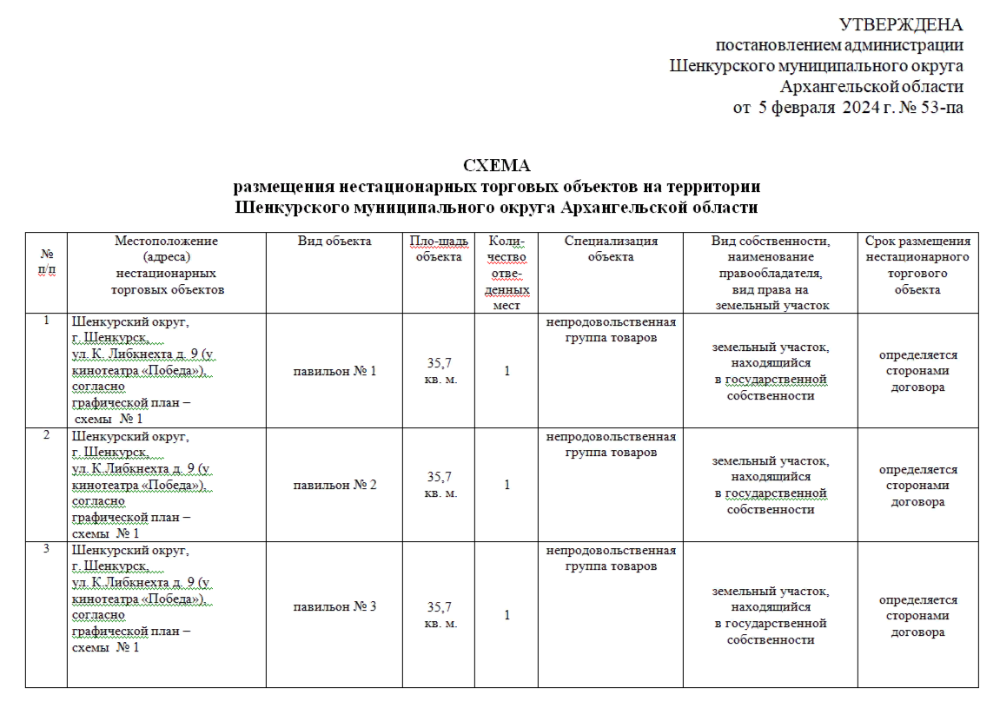 УТВЕРЖДЕНА
постановлением администрации
Шенкурского муниципального округа
Архангельской области
от 5 февраля 2024 г. № 53-па
СХЕМА
размещения нестационарных торговых объектов на территории
Шенкурского муниципального округа Архангельской области
№
п/п
Местоположение
(адреса)
нестационарных
торговых объектов
Вид объекта
Пло-шадь
объекта
Коли-
чество
отве-
денных
мест
Специализация
объекта
Вид собственности,
наименование
правообладателя,
вид права на
земельный участок
Срок размещения
нестационарного
торгового
объекта
1
Шенкурский округ,
г. Шенкурск,
ул. К. Либкнехта д. 9 (у
кинотеатра «Победа»),
согласно
графической план –
схемы № 1
павильон № 1
35,7
кв. м.
1
непродовольственная
группа товаров
земельный участок,
находящийся
в государственной
собственности
определяется
сторонами
договора
2
Шенкурский округ,
г. Шенкурск,
ул. К.Либкнехта д. 9 (у
кинотеатра «Победа»),
согласно
графической план –
схемы № 1
павильон № 2
35,7
кв. м.
1
непродовольственная
группа товаров
земельный участок,
находящийся
в государственной
собственности
определяется
сторонами
договора
3
Шенкурский округ,
г. Шенкурск,
ул. К.Либкнехта д. 9 (у
кинотеатра «Победа»),
согласно
графической план –
схемы № 1
павильон № 3
35,7
кв. м.
1
непродовольственная
группа товаров
земельный участок,
находящийся
в государственной
собственности
определяется
сторонами
договора